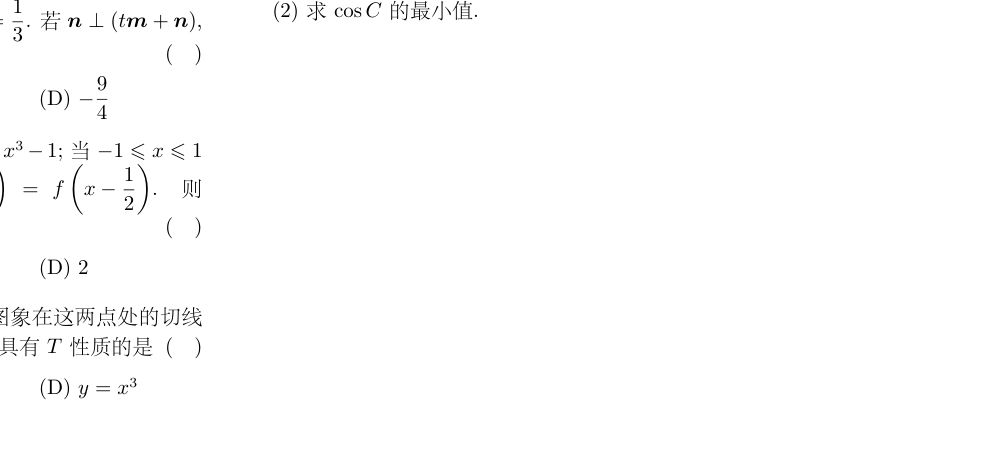 = 1/3. 若 n ⊥ (tm + n),
( )
(D) −9/4
x³ − 1; 当 −1 ⩽ x ⩽ 1
) = f(x − 1/2). 则
( )
(D) 2
图象在这两点处的切线
具有 T 性质的是 ( )
(D) y = x³
(2) 求 cos C 的最小值.